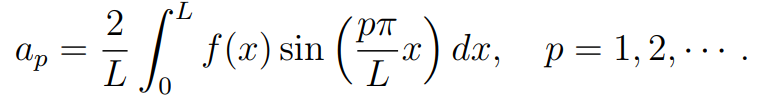 a_p = \frac{2}{L} \int_0^L f(x) \sin \left( \frac{p\pi}{L} x \right) dx, \quad p = 1, 2, \cdots .